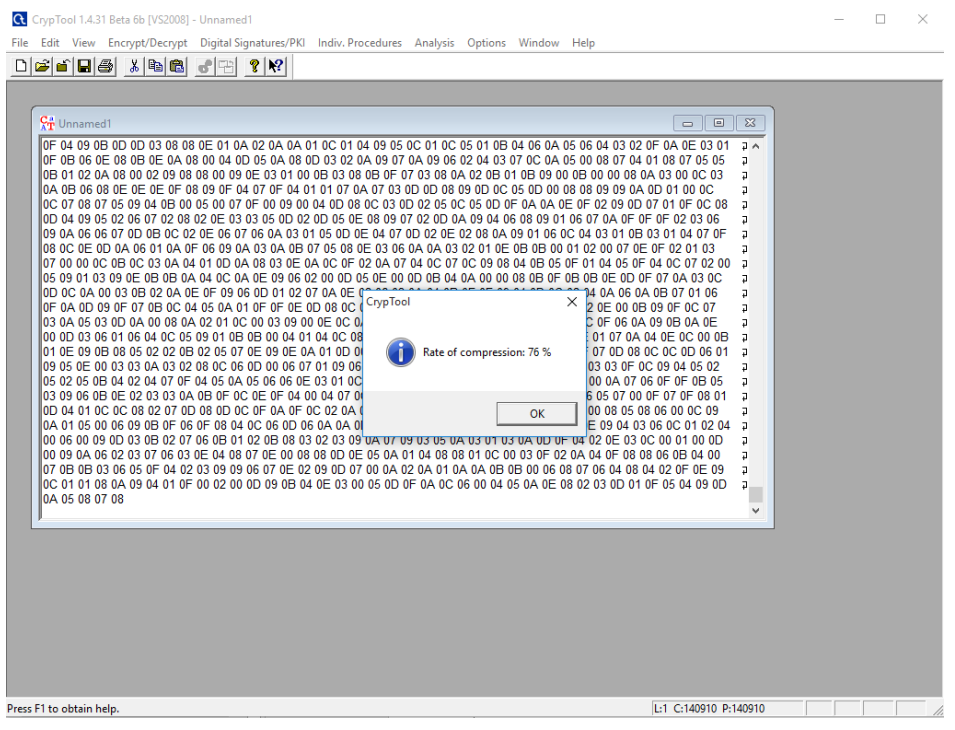 CrypTool 1.4.31 Beta 6b [VS2008] - Unnamed1
File Edit View Encrypt/Decrypt Digital Signatures/PKI Indiv. Procedures Analysis Options Window Help
Unnamed1
0F 04 09 0B 0D 0D 03 08 08 0E 01 0A 02 0A 0A 01 0C 01 04 09 05 0C 01 0C 05 01 0B 04 06 0A 05 06 04 03 02 0F 0A 0E 03 01
0F 0B 06 0E 08 0B 0E 0A 08 00 04 0D 05 0A 08 0D 03 02 0A 09 07 0A 09 06 02 04 03 07 0C 0A 05 00 08 07 04 01 08 07 05 05
0B 01 02 0A 08 00 02 09 08 08 00 09 0E 03 01 00 0B 03 08 0B 0F 07 03 08 0A 02 0B 01 0B 09 00 0B 00 00 08 0A 03 00 0C 03
0A 0B 06 08 0E 0E 0E 0F 08 09 0F 04 07 0F 04 01 01 07 0A 07 03 0D 0D 08 09 0D 0C 05 0D 00 08 08 09 09 0A 0D 01 00 0C
0C 07 08 07 05 09 04 0B 00 05 00 07 0F 00 09 00 04 0D 08 0C 03 0D 02 05 0C 05 0D 0F 0A 0A 0E 0F 02 09 0D 07 01 0F 0C 08
0D 04 09 05 02 06 07 02 08 02 0E 03 03 05 0D 02 0D 05 0E 08 09 07 02 0D 0A 09 04 06 08 09 01 06 07 0A 0F 0F 0F 02 03 06
09 0A 06 06 07 0D 0B 0C 02 0E 06 07 06 0A 03 01 05 0D 0E 04 07 0D 02 0E 02 08 0A 09 01 06 0C 04 03 01 0B 03 01 04 07 0F
08 0C 0E 0D 0A 06 01 0A 0F 06 09 0A 03 0A 0B 07 05 08 0E 03 06 0A 0A 03 02 01 0E 0B 0B 00 01 02 00 07 0E 0F 02 01 03
07 00 00 0C 0B 0C 03 0A 04 01 0D 0A 08 03 0E 0A 0C 0F 02 0A 07 04 0C 07 0C 09 08 04 0B 05 0F 01 04 05 0F 04 0C 07 02 00
05 09 01 03 09 0E 0B 0B 0A 04 0C 0A 0E 09 06 02 00 0D 05 0E 00 0D 0B 04 0A 00 00 08 0B 0F 0B 0B 0E 0D 0F 07 0A 03 0C
0D 0C 0A 00 03 0B 02 0A 0E 0F 09 06 0D 01 02 07 0A 0E 04 0A 06 0A 0B 07 01 06
0F 0A 0D 09 0F 07 0B 0C 04 05 0A 01 0F 0F 0E 0D 08 0C 02 0E 00 0B 09 0F 0C 07
03 0A 05 03 0D 0A 00 08 0A 02 01 0C 00 03 09 00 0E 0C 0F 06 0A 09 0B 0A 0E
00 0D 03 06 01 06 04 0C 05 09 01 0B 0B 00 04 01 04 0C 08 01 07 0A 04 0E 0C 00 0B
01 0E 09 0B 08 05 02 02 0B 02 05 07 0E 09 0E 0A 01 0D 07 0D 08 0C 0C 0D 06 01
09 05 0E 00 03 03 0A 03 02 08 0C 06 0D 00 06 07 01 09 06 03 03 0F 0C 09 04 05 02
05 02 05 0B 04 02 04 07 0F 04 05 0A 05 06 06 0E 03 01 0C 00 0A 07 06 0F 0F 0B 05
03 09 06 0B 0E 02 03 03 0A 0B 0F 0C 0E 0F 04 00 04 07 05 07 00 0F 07 0F 08 01
0D 04 01 0C 0C 08 02 07 0D 08 0D 0C 0F 0A 0F 0C 02 0A 00 08 05 08 06 00 0C 09
0A 01 05 00 06 09 0B 0F 06 0F 08 04 0C 06 0D 06 0A 0A 09 04 03 06 0C 01 02 04
00 06 00 09 0D 03 0B 02 07 06 0B 01 02 0B 08 03 02 03 09 0A 07 09 03 05 0A 03 01 03 0A 0D 0F 04 02 0E 03 0C 00 01 00 0D
00 09 0A 06 02 03 07 06 03 0E 04 08 07 0E 00 08 08 0D 0E 05 0A 01 04 08 08 01 0C 00 03 0F 02 0A 04 0F 08 08 06 0B 04 00
07 0B 0B 03 06 05 0F 04 02 03 09 09 06 07 0E 02 09 0D 07 00 0A 02 0A 01 0A 0A 0B 0B 00 06 08 07 06 04 08 04 02 0F 0E 09
0C 01 01 08 0A 09 04 01 0F 00 02 00 0D 09 0B 04 0E 03 00 05 0D 0F 0A 0C 06 00 04 05 0A 0E 08 02 03 0D 01 0F 05 04 09 0D
0A 05 08 07 08
CrypTool
Rate of compression: 76 %
OK
Press F1 to obtain help.
L:1 C:140910 P:140910